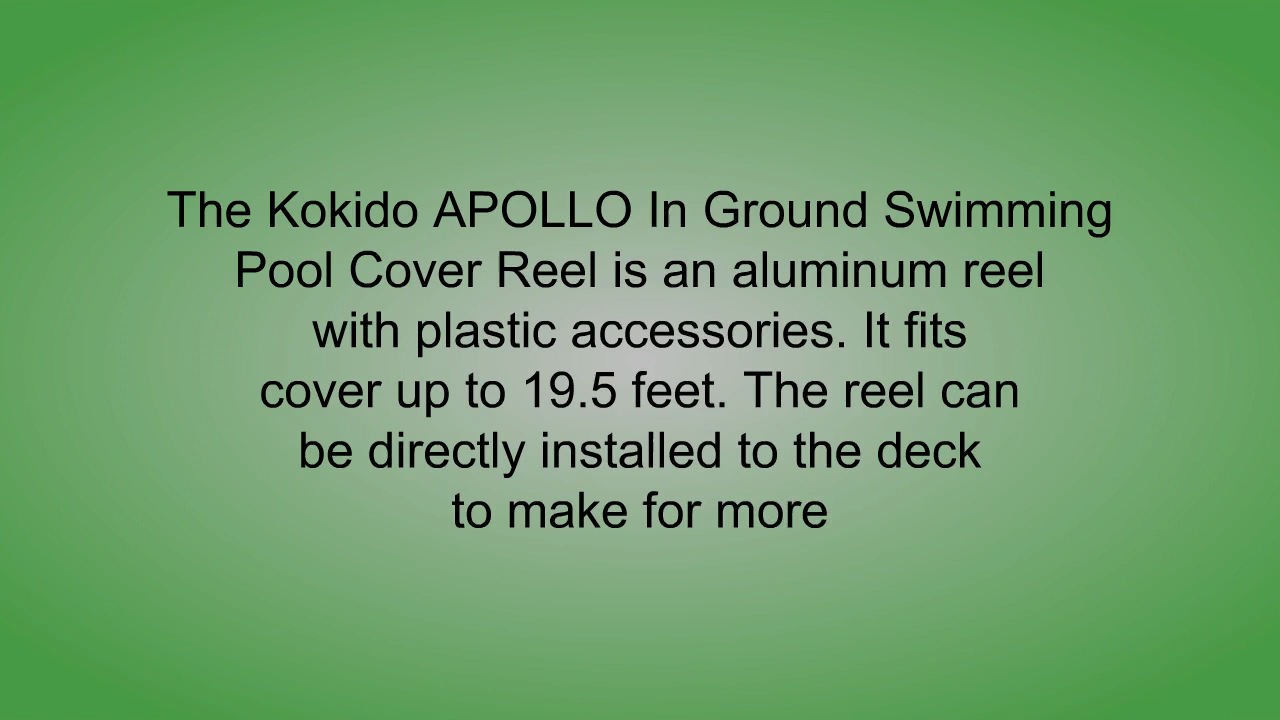 The Kokido APOLLO In Ground Swimming
Pool Cover Reel is an aluminum reel
with plastic accessories. It fits
cover up to 19.5 feet. The reel can
be directly installed to the deck
to make for more